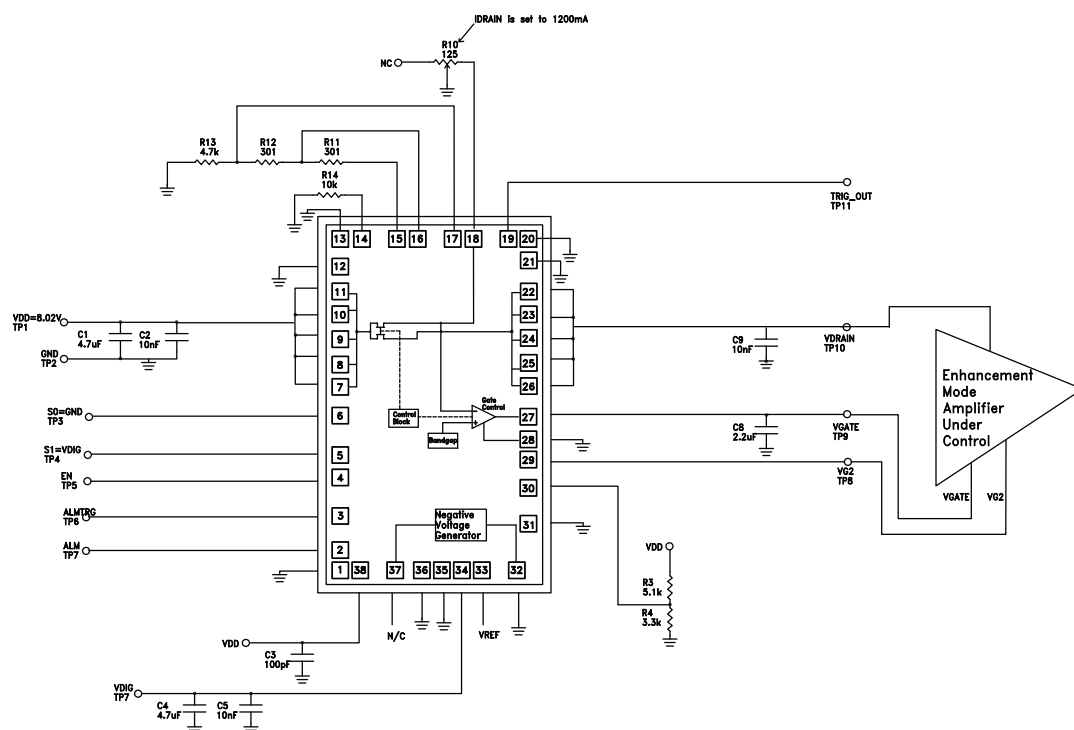 IDRAIN is set to 1200mA
R10
125
NC
R13
4.7k
R12
301
R11
301
R14
10k
TRIG_OUT
TP11
13
14
15
16
17
18
19
20
12
21
11
22
10
23
9
24
8
25
7
26
VDD=8.02V
TP1
C1
4.7uF
C2
10nF
GND
TP2
C9
10nF
VDRAIN
TP10
Enhancement
Mode
Amplifier
Under
Control
S0=GND
TP3
6
Control
Block
Gate
Control
Bandgap
-
+
27
C8
2.2uF
VGATE
TP9
28
S1=VDIG
TP4
5
29
VG2
TP8
EN
TP5
4
30
VGATE
VG2
ALMTRG
TP6
3
Negative
Voltage
Generator
31
ALM
TP7
2
1
38
37
36
35
34
33
32
VDD
R3
5.1k
R4
3.3k
N/C
VREF
VDD
C3
100pF
VDIG
TP7
C4
4.7uF
C5
10nF